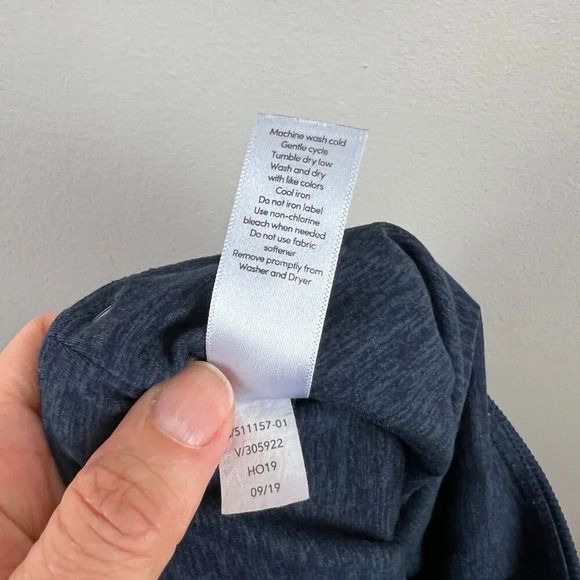 Machine wash cold
Gentle cycle
Tumble dry low
Wash and dry
with like colors
Cool iron
Do not iron label
Use non-chlorine
bleach when needed
Do not use fabric
softener
Remove promptly from
Washer and Dryer
/511157-01
V/305922
HO19
09/19